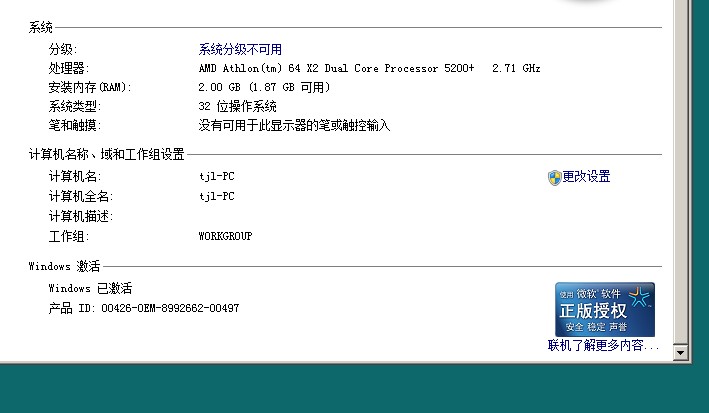 系统
分级: 系统分级不可用
处理器: AMD Athlon(tm) 64 X2 Dual Core Processor 5200+ 2.71 GHz
安装内存(RAM): 2.00 GB (1.87 GB 可用)
系统类型: 32 位操作系统
笔和触摸: 没有可用于此显示器的笔或触控输入
计算机名称、域和工作组设置
计算机名: tjl-PC 更改设置
计算机全名: tjl-PC
计算机描述:
工作组: WORKGROUP
Windows 激活
Windows 已激活
产品 ID: 00426-OEM-8992662-00497
使用 微软 软件
正版授权
安全 稳定 声誉
联机了解更多内容...